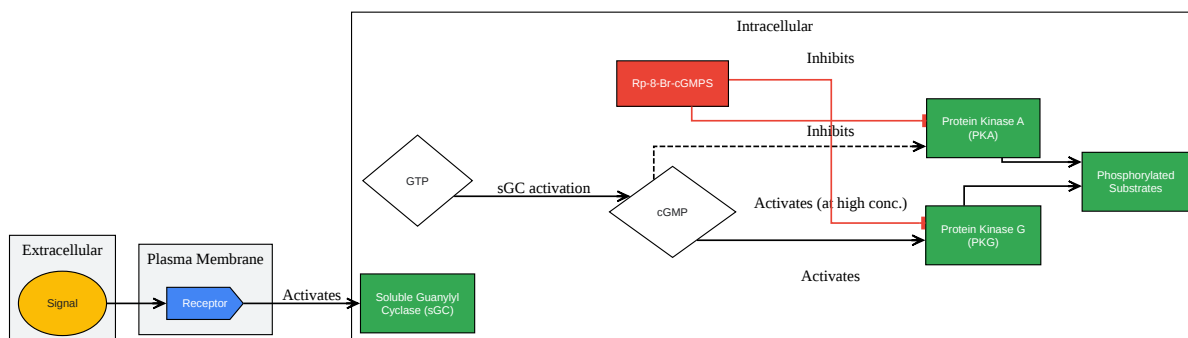 Intracellular
Inhibits
Rp-8-Br-cGMPS
Protein Kinase A
(PKA)
Inhibits
Phosphorylated
Substrates
GTP
sGC activation
cGMP
Activates (at high conc.)
Protein Kinase G
(PKG)
Extracellular
Plasma Membrane
Activates
Signal
Receptor
Activates
Soluble Guanylyl
Cyclase (sGC)